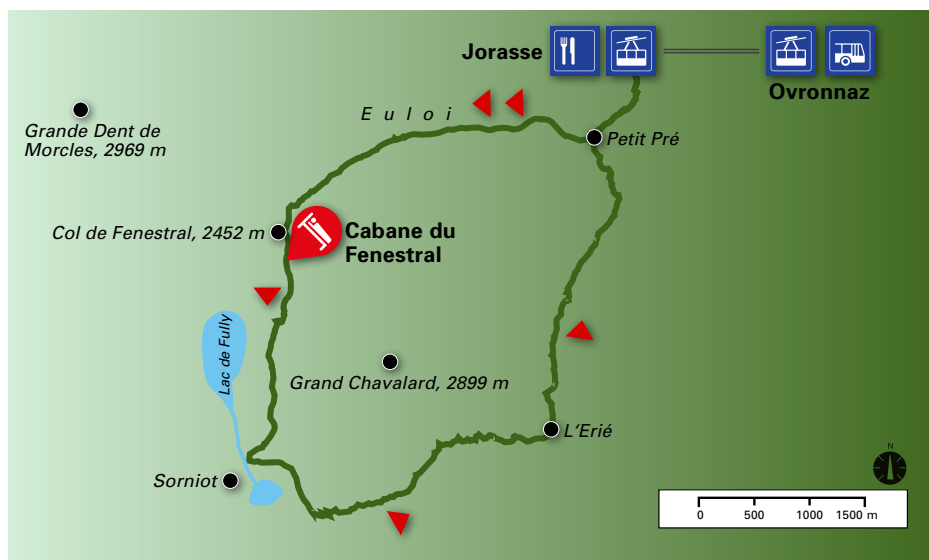 Jorasse
Ovronnaz
Euloi
Grande Dent de
Morcles, 2969 m
Petit Pré
Col de Fenestral, 2452 m
Cabane du
Fenestral
Lac de Fully
Grand Chavalard, 2899 m
L'Erié
Sorniot
N
0 500 1000 1500 m